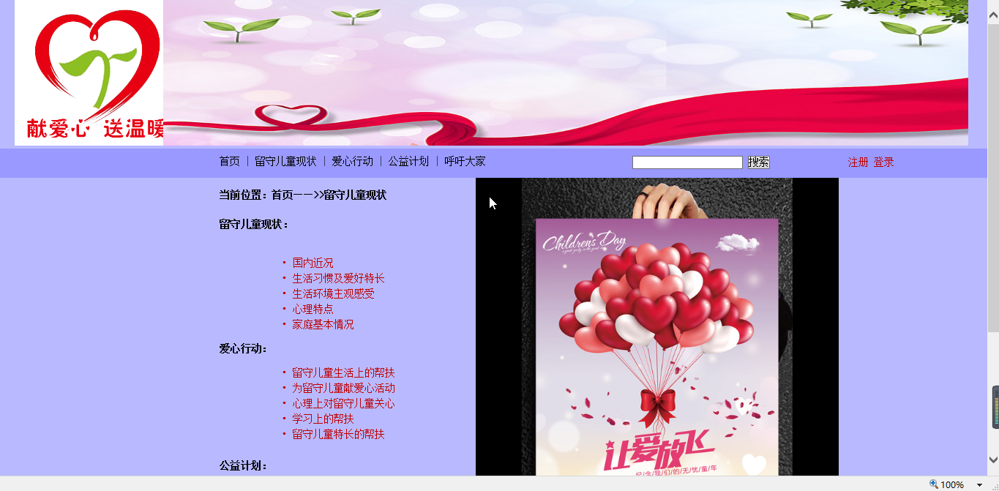 献爱心 送温暖
首页 | 留守儿童现状 | 爱心行动 | 公益计划 | 呼吁大家
搜索
注册 登录
当前位置：首页——>>留守儿童现状
留守儿童现状：
• 国内近况
• 生活习惯及爱好特长
• 生活环境主观感受
• 心理特点
• 家庭基本情况
爱心行动：
• 留守儿童生活上的帮扶
• 为留守儿童献爱心活动
• 心理上对留守儿童关心
• 学习上的帮扶
• 留守儿童特长的帮扶
公益计划：
Children's Day
让爱放飞
纪/念/我/们/的/无/忧/童/年
100%